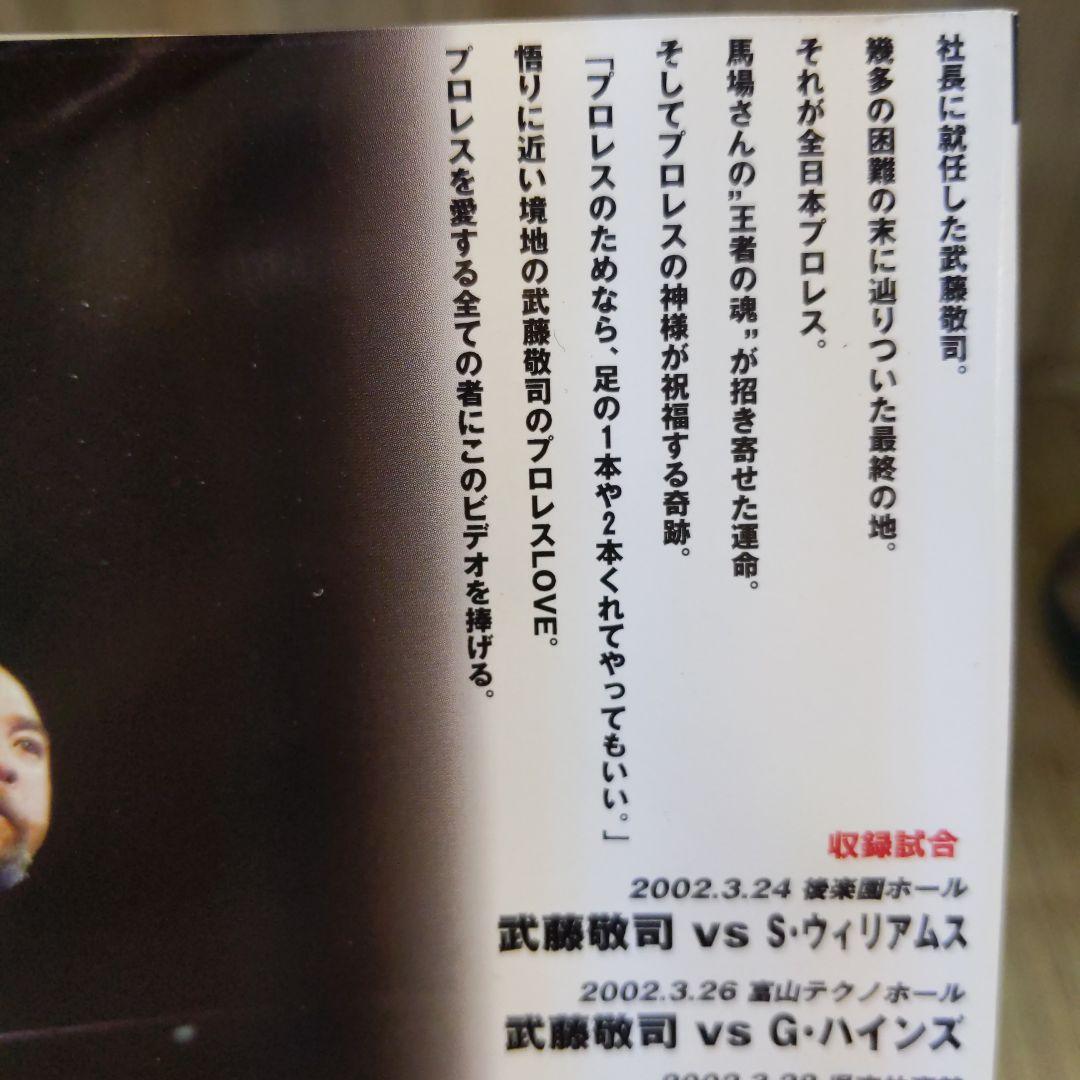 社長に就任した武藤敬司。
幾多の困難の末に辿りついた最終の地。
それが全日本プロレス。
馬場さんの”王者の魂”が招き寄せた運命。
そしてプロレスの神様が祝福する奇跡。
「プロレスのためなら、足の1本や2本くれてやってもいい。」
悟りに近い境地の武藤敬司のプロレスLOVE。
プロレスを愛する全ての者にこのビデオを捧げる。
収録試合
2002.3.24 後楽園ホール
武藤敬司 vs S・ウィリアムス
2002.3.26 富山テクノホール
武藤敬司 vs G・ハインズ